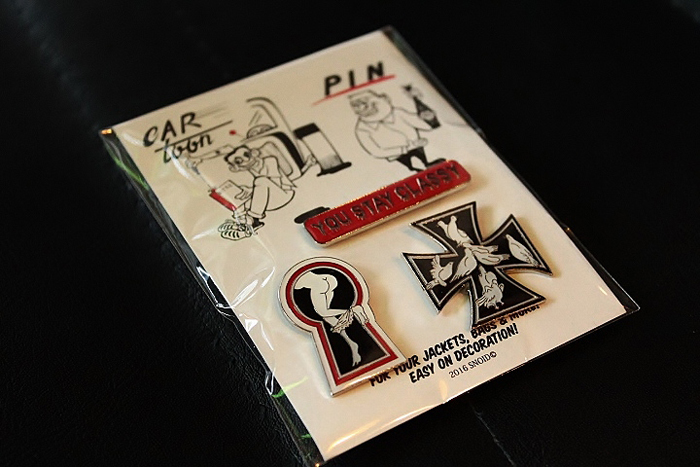 CAR
toon
PIN
YOU STAY CLASSY
FOR YOUR JACKETS, BAGS & MORE!
EASY ON DECORATION!
2016 SNOID©